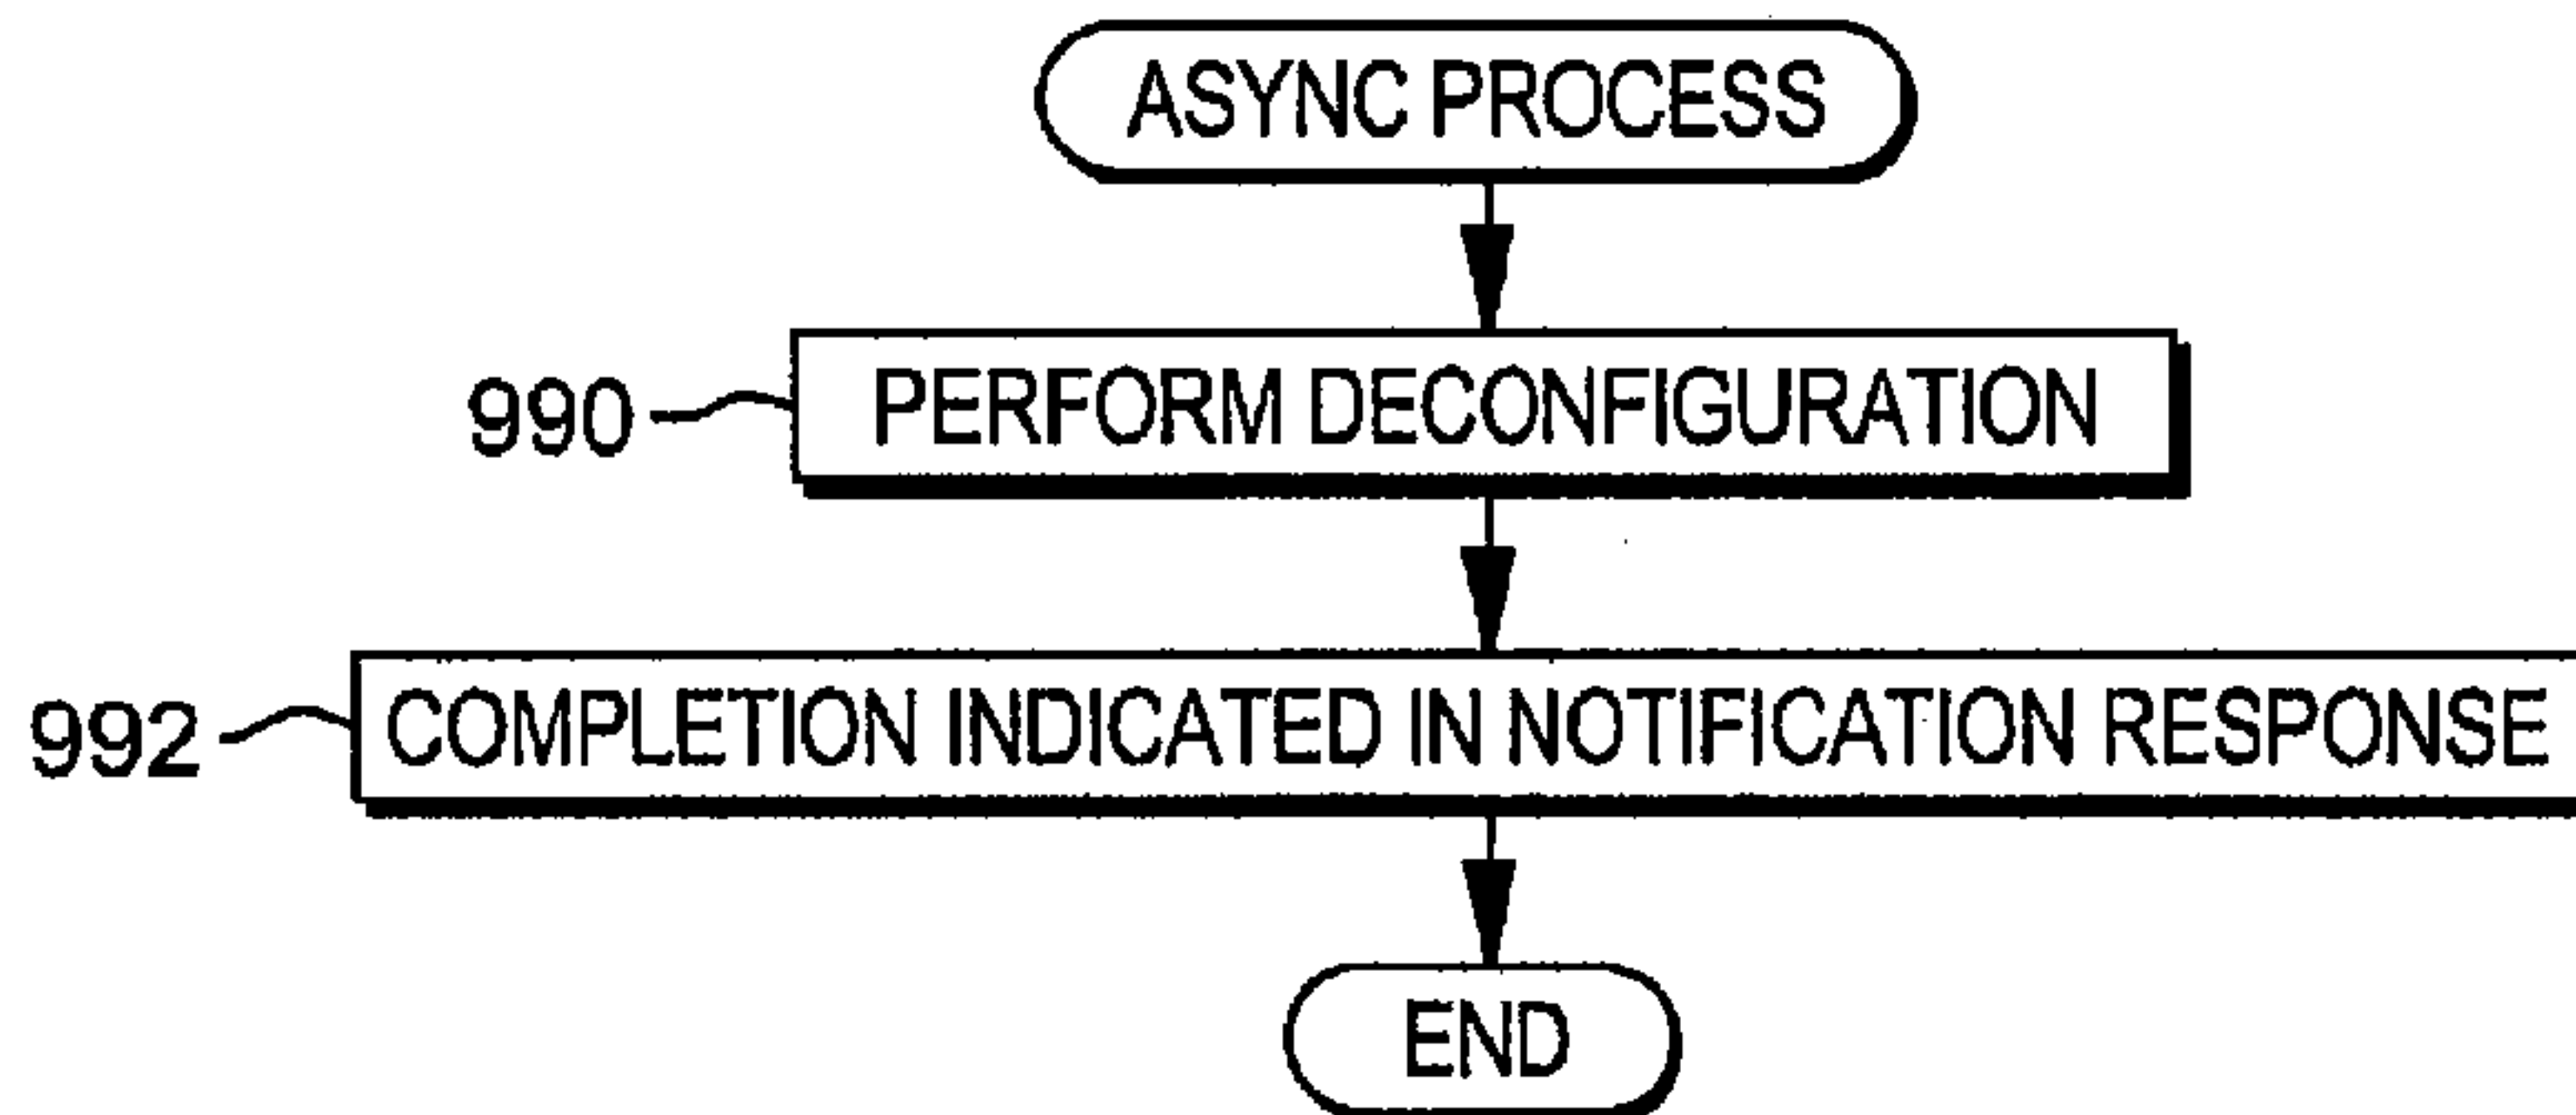 ASYNC PROCESS
990 PERFORM DECONFIGURATION
992 COMPLETION INDICATED IN NOTIFICATION RESPONSE
END